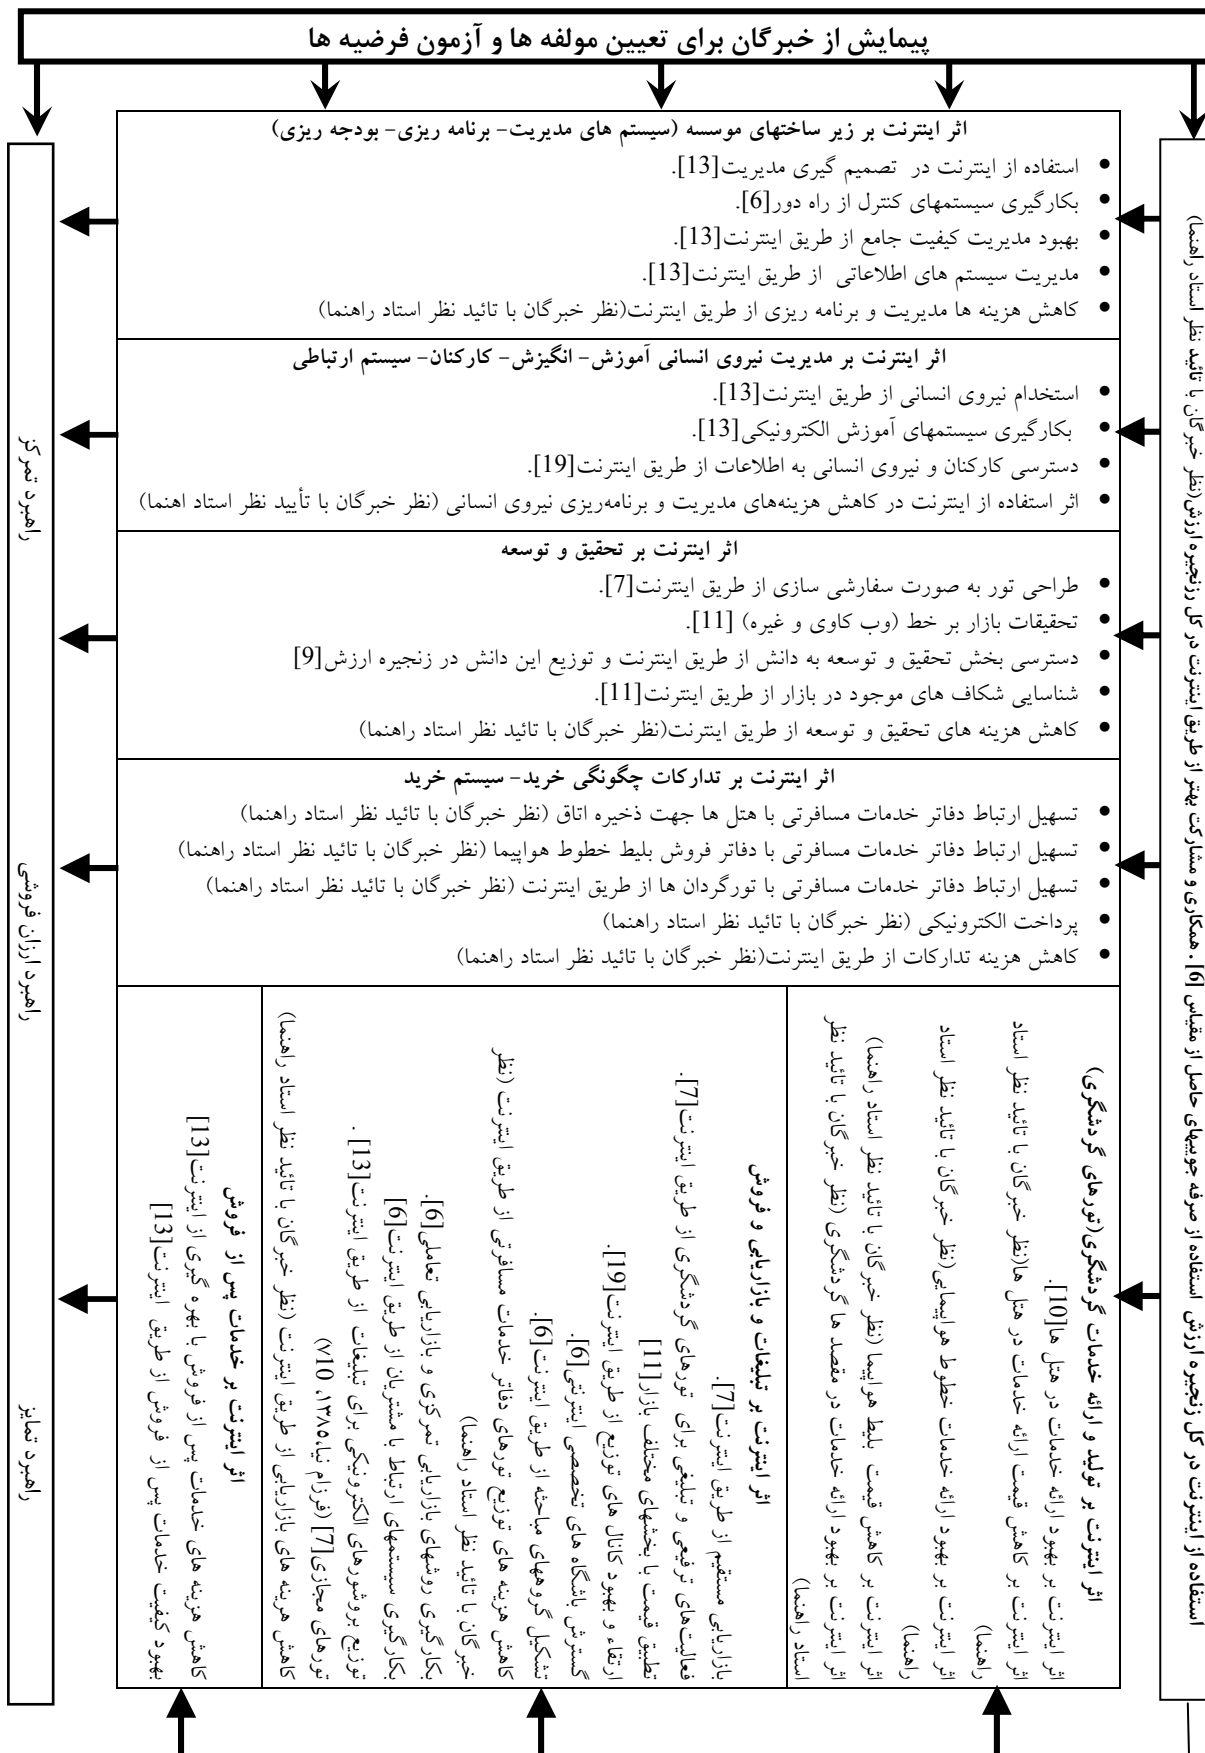 پیمایش از خبرگان برای تعیین مولفه ها و آزمون فرضیه ها
استفاده از اینترنت در کل زنجیره ارزش استفاده از صرفه جوییهای حاصل از مقیاس [6]. همکاری و مشارکت بهتر از طریق اینترنت در کل رزنجیره ارزش(نظر خبرگان با تائید نظر استاد راهنما)
اثر اینترنت بر زیر ساختهای موسسه (سیستم های مدیریت- برنامه ریزی- بودجه ریزی)
• استفاده از اینترنت در تصمیم گیری مدیریت[13].
• بکارگیری سیستمهای کنترل از راه دور[6].
• بهبود مدیریت کیفیت جامع از طریق اینترنت[13].
• مدیریت سیستم های اطلاعاتی از طریق اینترنت[13].
• کاهش هزینه ها مدیریت و برنامه ریزی از طریق اینترنت(نظر خبرگان با تائید نظر استاد راهنما)
اثر اینترنت بر مدیریت نیروی انسانی آموزش- انگیزش- کارکنان- سیستم ارتباطی
• استخدام نیروی انسانی از طریق اینترنت[13].
• بکارگیری سیستمهای آموزش الکترونیکی[13].
• دسترسی کارکنان و نیروی انسانی به اطلاعات از طریق اینترنت[19].
• اثر استفاده از اینترنت در کاهش هزینه‌های مدیریت و برنامه‌ریزی نیروی انسانی (نظر خبرگان با تأیید نظر استاد اهنما)
اثر اینترنت بر تحقیق و توسعه
• طراحی تور به صورت سفارشی سازی از طریق اینترنت[7].
• تحقیقات بازار بر خط (وب کاوی و غیره) [11].
• دسترسی بخش تحقیق و توسعه به دانش از طریق اینترنت و توزیع این دانش در زنجیره ارزش[9]
• شناسایی شکاف های موجود در بازار از طریق اینترنت[11].
• کاهش هزینه های تحقیق و توسعه از طریق اینترنت(نظر خبرگان با تائید نظر استاد راهنما)
اثر اینترنت بر تدارکات چگونگی خرید- سیستم خرید
• تسهیل ارتباط دفاتر خدمات مسافرتی با هتل ها جهت ذخیره اتاق (نظر خبرگان با تائید نظر استاد راهنما)
• تسهیل ارتباط دفاتر خدمات مسافرتی با دفاتر فروش بلیط خطوط هواپیما (نظر خبرگان با تائید نظر استاد راهنما)
• تسهیل ارتباط دفاتر خدمات مسافرتی با تورگردان ها از طریق اینترنت (نظر خبرگان با تائید نظر استاد راهنما)
• پرداخت الکترونیکی (نظر خبرگان با تائید نظر استاد راهنما)
• کاهش هزینه تدارکات از طریق اینترنت(نظر خبرگان با تائید نظر استاد راهنما)
اثر اینترنت بر تولید و ارائه خدمات گردشگری(تورهای گردشگری)
اثر اینترنت بر بهبود ارائه خدمات در هتل ها[10].
اثر اینترنت بر کاهش قیمت ارائه خدمات در هتل ها(نظر خبرگان با تائید نظر استاد
راهنما)
اثر اینترنت بر بهبود ارائه خدمات خطوط هواپیمایی(نظر خبرگان با تائید نظر استاد
راهنما)
اثر اینترنت بر کاهش قیمت بلیط هواپیما (نظر خبرگان با تائید نظر استاد راهنما)
اثر اینترنت بر بهبود ارائه خدمات در مقصد ها گردشگری (نظر خبرگان با تائید نظر
استاد راهنما)
اثر اینترنت بر تبلیغات و بازاریابی و فروش
بازاریابی مستقیم از طریق اینترنت[7].
فعالیت‌های ترفیعی و تبلیغی برای تورهای گردشگری از طریق اینترنت[7].
تطبیق قیمت با بخشهای مختلف بازار[11]
ارتقاء و بهبود کانال های توزیع از طریق اینترنت[19].
گسترش باشگاه های تخصصی اینترنتی[6].
تشکیل گروههای مباحثه از طریق اینترنت[6].
کاهش هزینه های توزیع تورهای دفاتر خدمات مسافرتی از طریق اینترنت (نظر
خبرگان با تائید نظر استاد راهنما)
بکارگیری روشهای بازاریابی تمرکزی و بازاریابی تعاملی[6].
بکارگیری سیستمهای ارتباط با مشتریان از طریق اینترنت[6]
توزیع بروشورهای الکترونیکی برای تبلیغات از طریق اینترنت[13] .
تورهای مجازی[7] (فرزام نیا،۱۳۸۵، ۷10)
کاهش هرینه های بازاریابی از طریق اینترنت (نظر خبرگان با تائید نظر استاد راهنما)
اثر اینترنت بر خدمات پس از فروش
کاهش هزینه های خدمات پس از فروش با بهره گیری از اینترنت[13]
بهبود کیفیت خدمات پس از فروش از طریق اینترنت[13]
راهبرد تمرکز
راهبرد ارزان فروشی
راهبرد تمایز